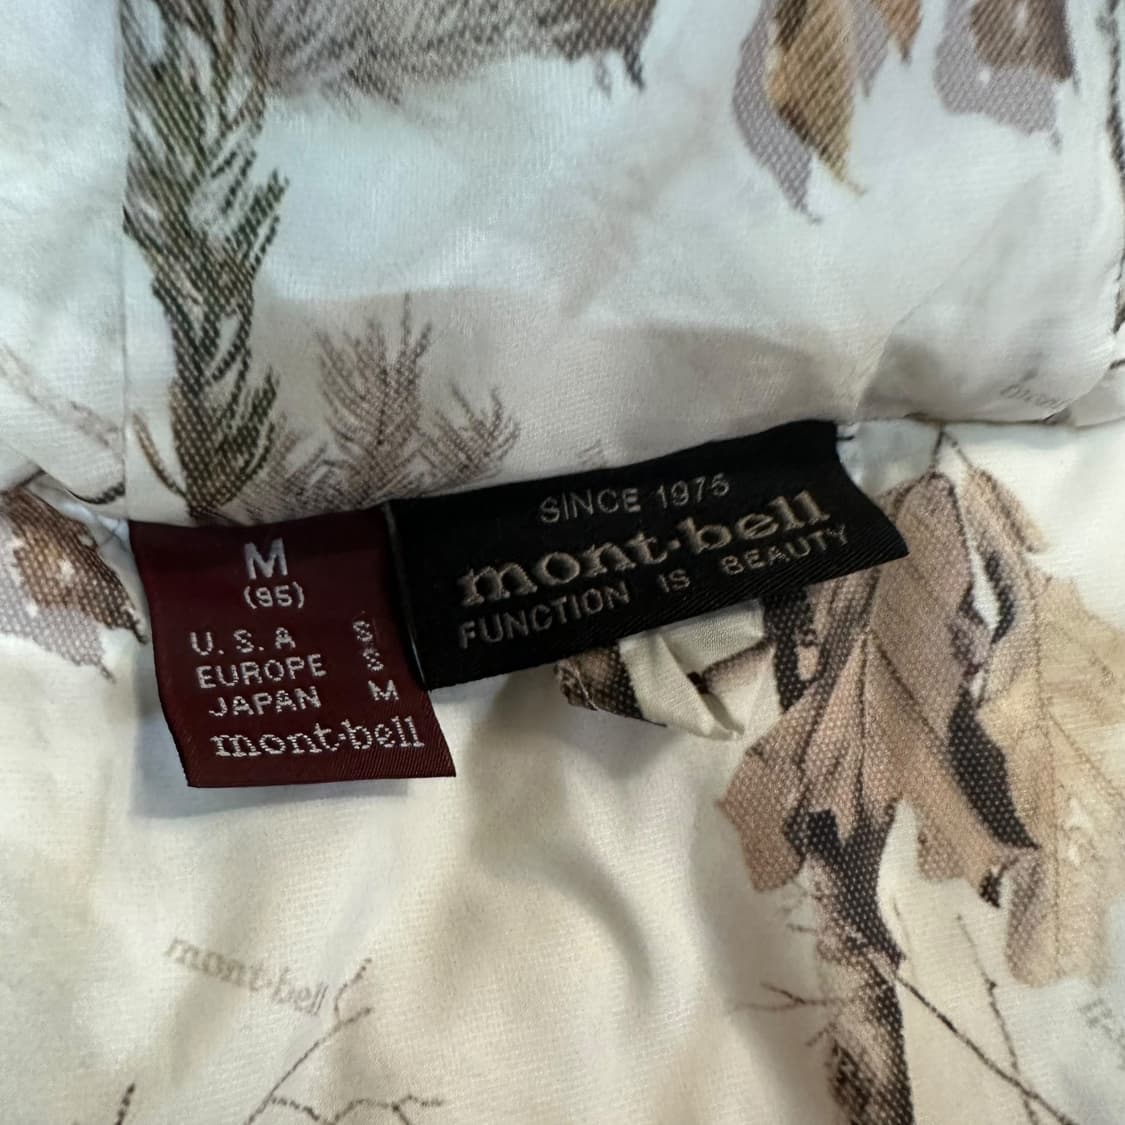 SINCE 1975
mont·bell
FUNCTION IS BEAUTY
M
(95)
U.S.A S
EUROPE S
JAPAN M
mont·bell
mont·bell